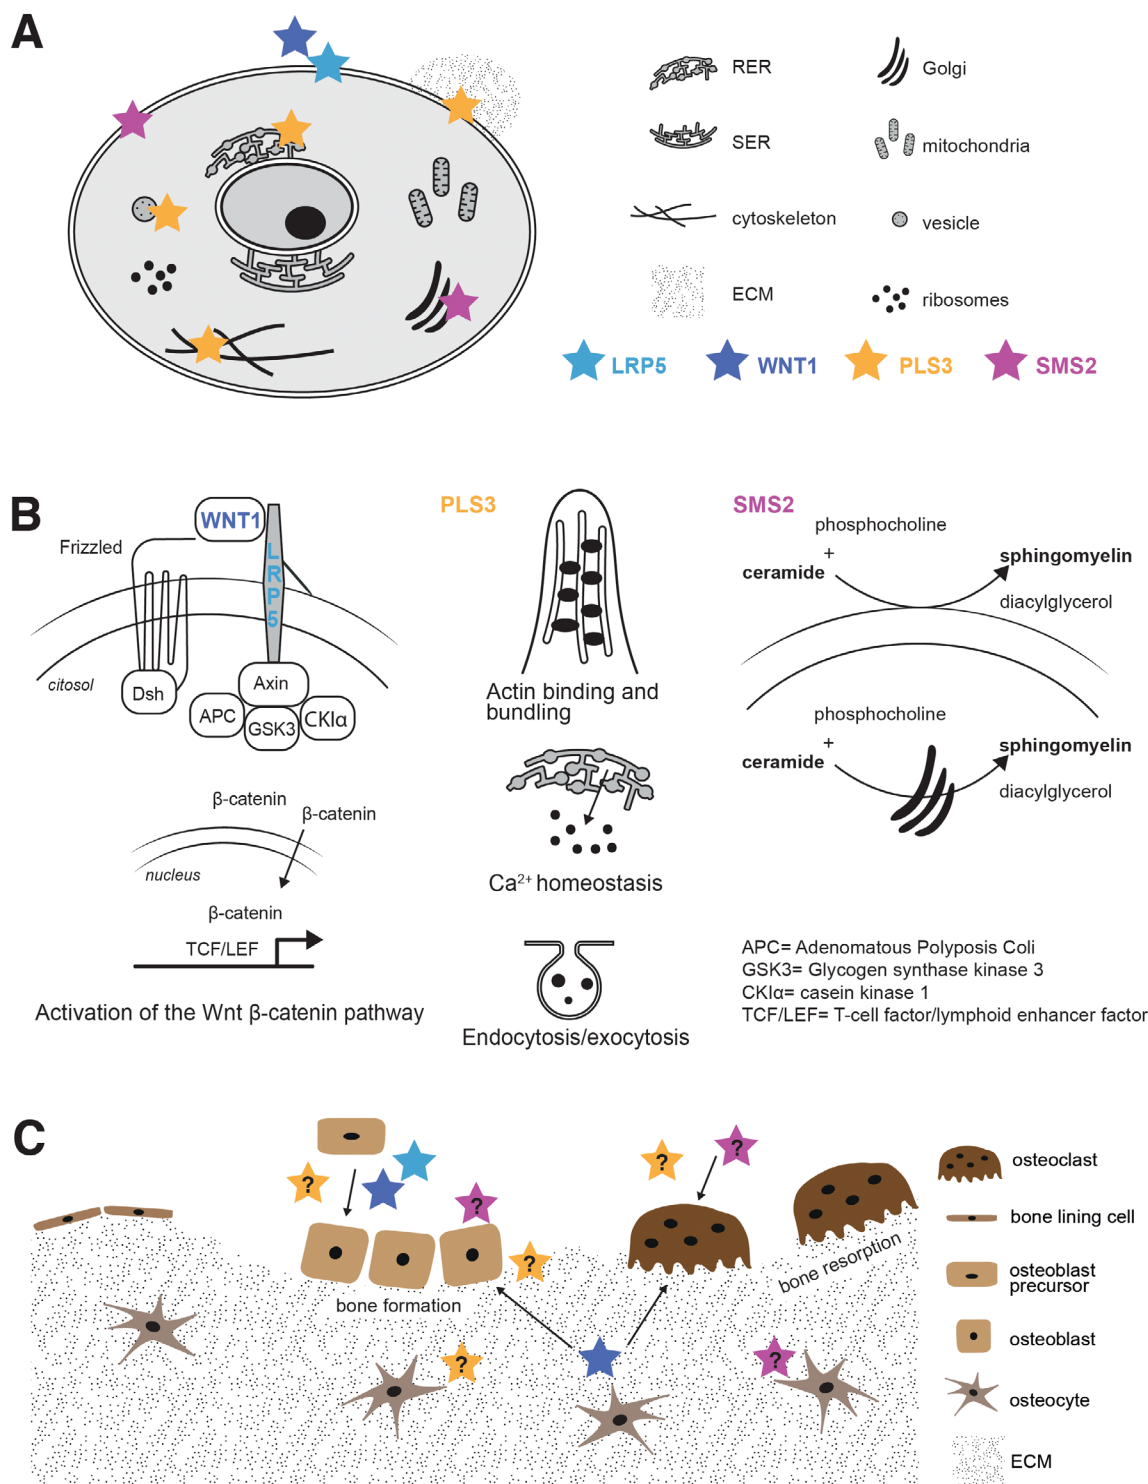 A
RER
Golgi
SER
mitochondria
cytoskeleton
vesicle
ECM
ribosomes
LRP5
WNT1
PLS3
SMS2
B
WNT1
Frizzled
LRP5
citosol
Dsh
Axin
APC
GSK3
CKIα
β-catenin
β-catenin
nucleus
β-catenin
TCF/LEF
Activation of the Wnt β-catenin pathway
PLS3
Actin binding and
bundling
Ca²⁺ homeostasis
Endocytosis/exocytosis
SMS2
phosphocholine
+
ceramide
sphingomyelin
diacylglycerol
phosphocholine
+
ceramide
sphingomyelin
diacylglycerol
APC= Adenomatous Polyposis Coli
GSK3= Glycogen synthase kinase 3
CKIα= casein kinase 1
TCF/LEF= T-cell factor/lymphoid enhancer factor
C
?
?
?
?
?
bone formation
bone resorption
?
?
osteoclast
bone lining cell
osteoblast
precursor
osteoblast
osteocyte
ECM